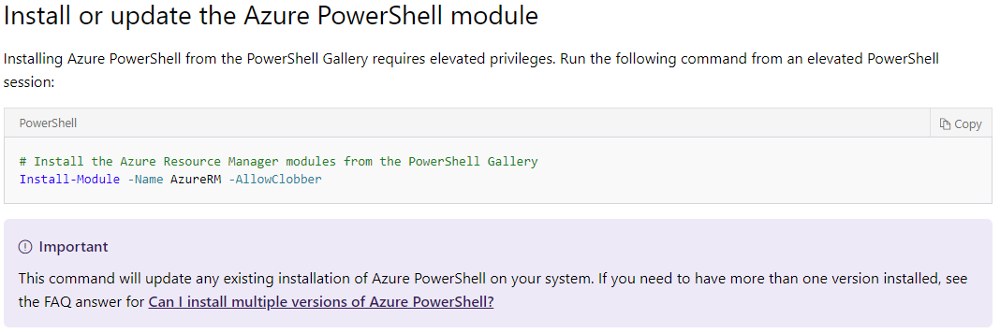 Install or update the Azure PowerShell module
Installing Azure PowerShell from the PowerShell Gallery requires elevated privileges. Run the following command from an elevated PowerShell
session:
PowerShell
Copy
# Install the Azure Resource Manager modules from the PowerShell Gallery
Install-Module -Name AzureRM -AllowClobber
Important
This command will update any existing installation of Azure PowerShell on your system. If you need to have more than one version installed, see
the FAQ answer for Can I install multiple versions of Azure PowerShell?